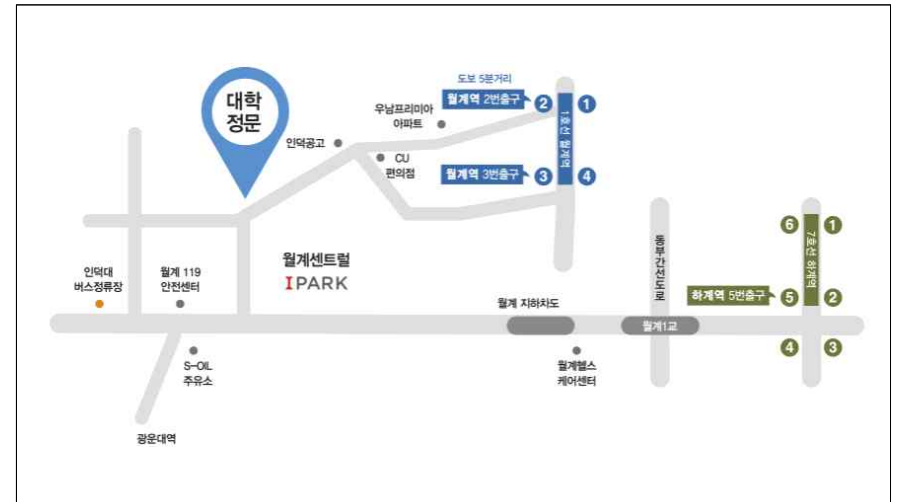 대학
정문
도보 5분거리
월계역 2번출구
2
1
1호선 월계역
우남프리미아
아파트
인덕공고
CU
편의점
월계역 3번출구
3
4
월계센트럴
IPARK
인덕대
버스정류장
월계 119
안전센터
동부간선도로
6
1
7호선 하계역
하계역 5번출구
5
2
월계 지하차도
월계1교
4
3
S-OIL
주유소
월계헬스
케어센터
광운대역